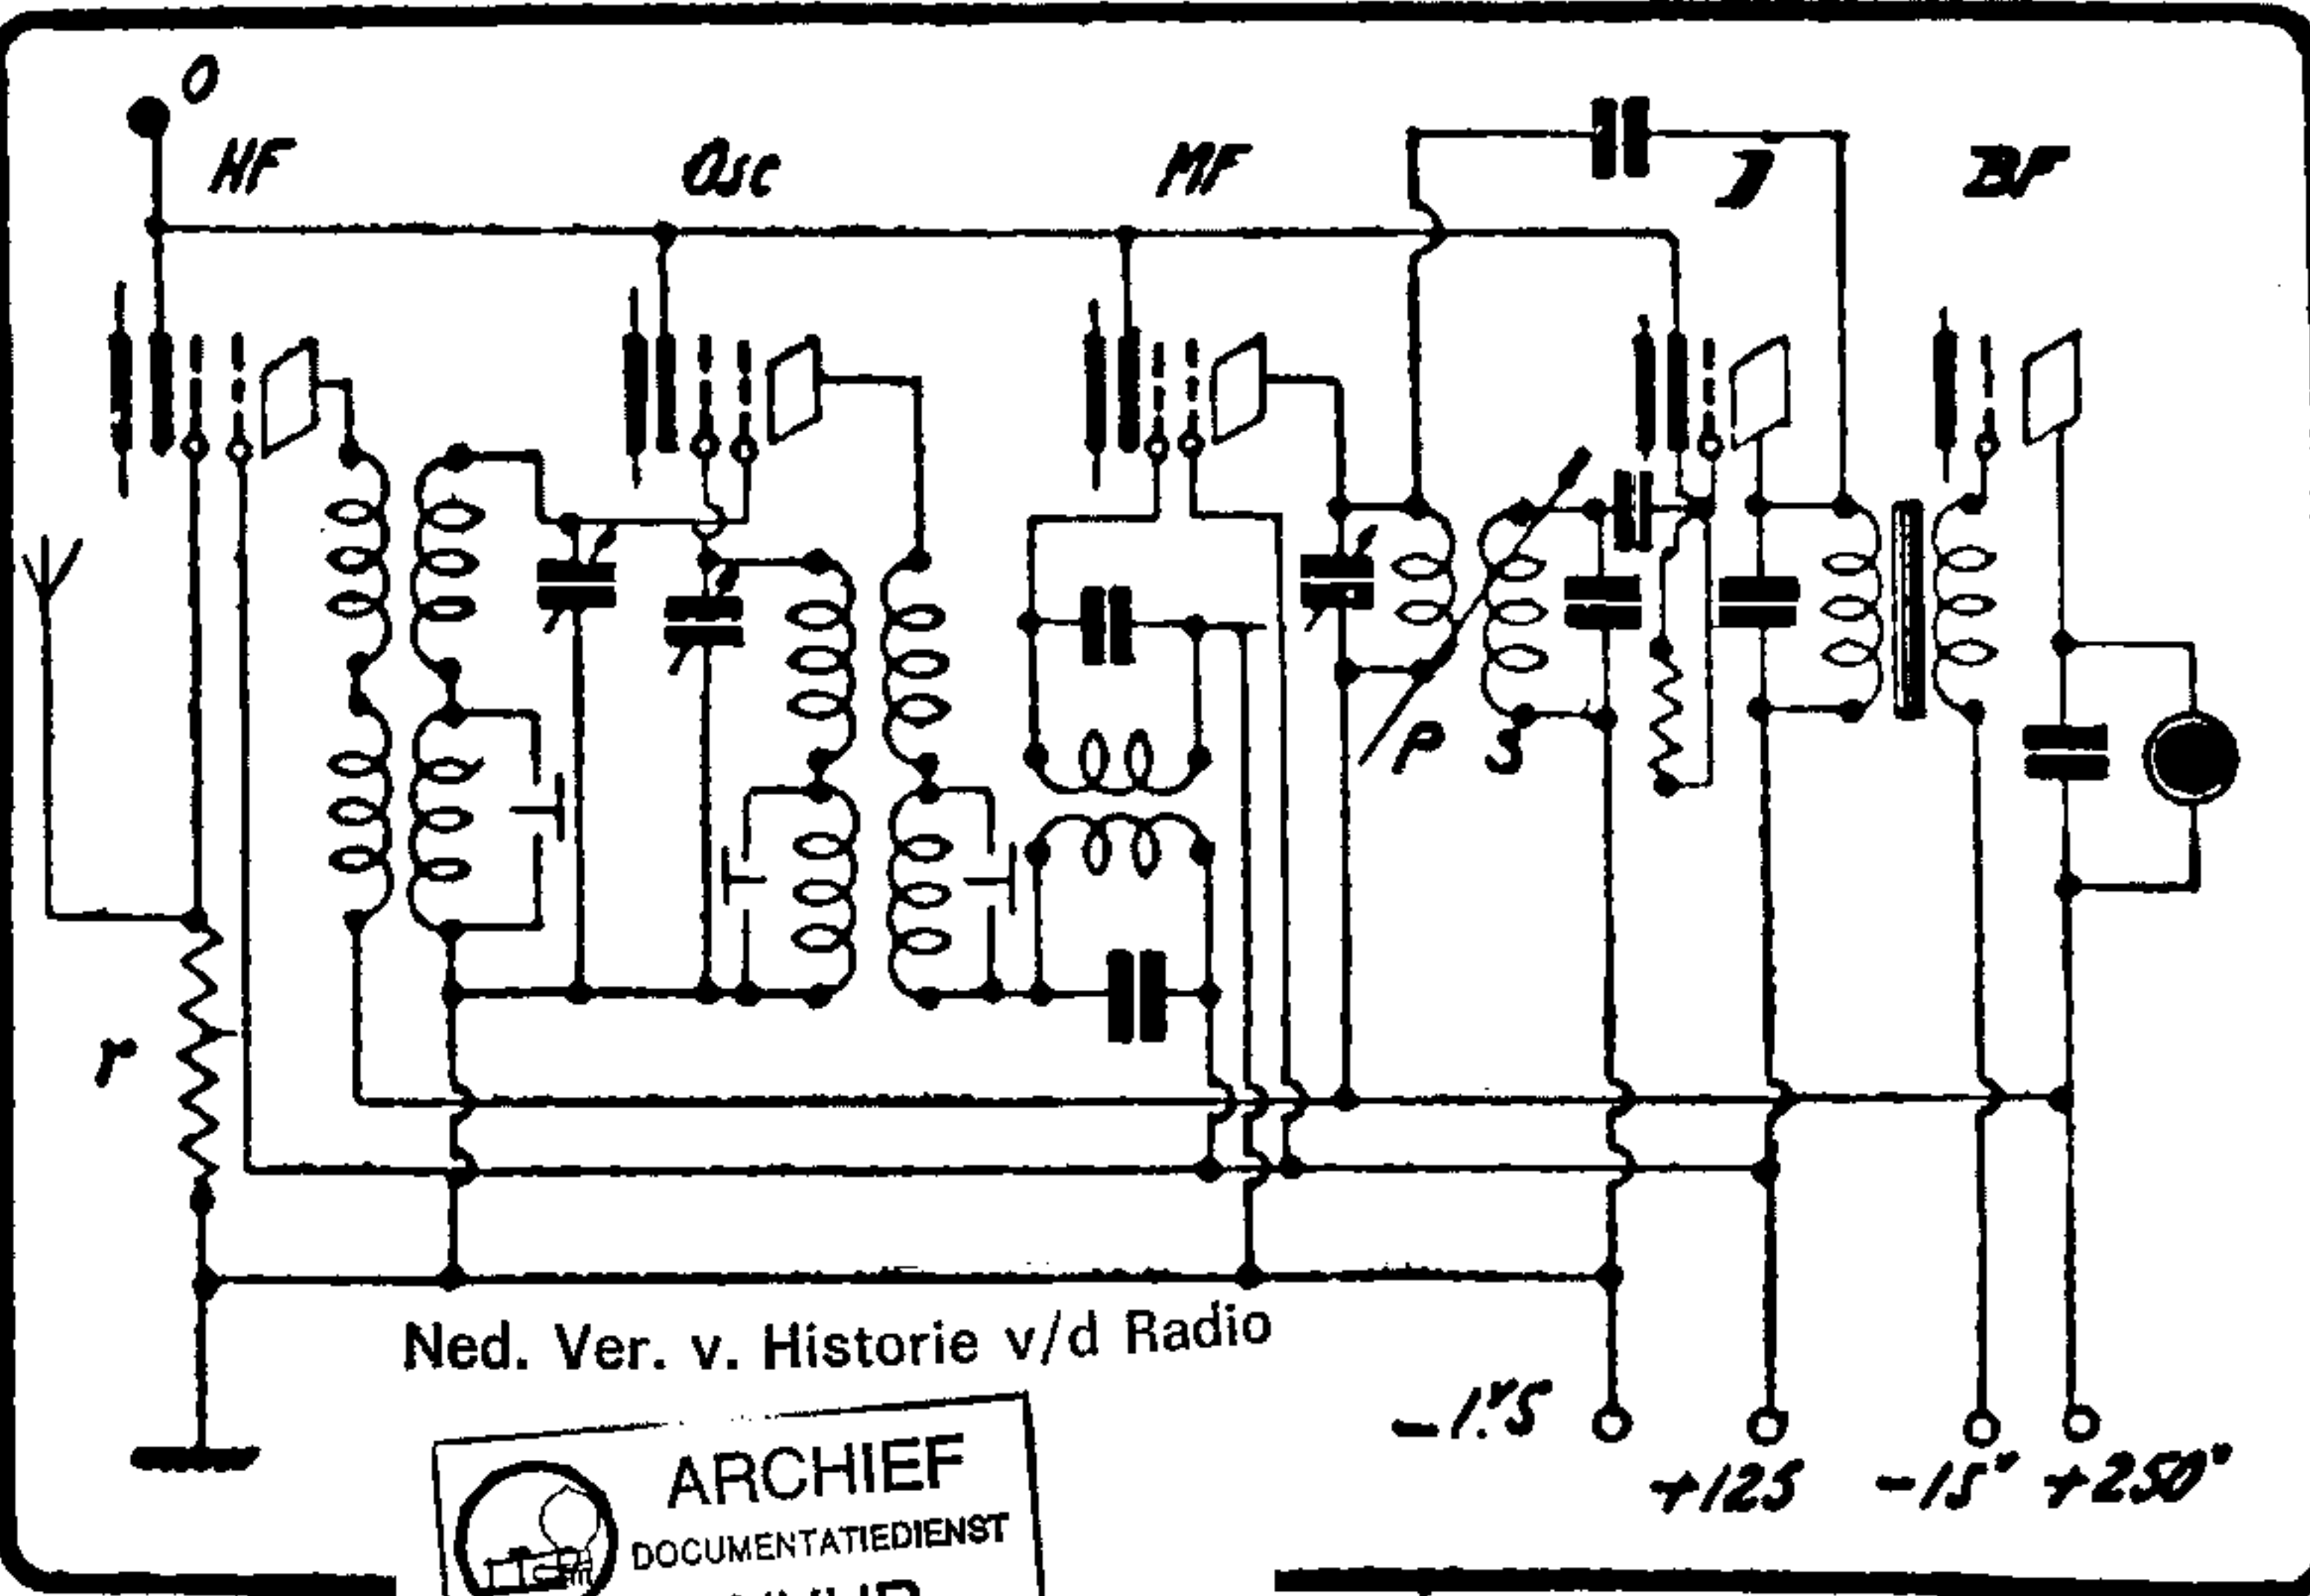 O
HF
Osc
MF
BF
P S
r
Ned. Ver. v. Historie v/d Radio
-1.5
+125
-15
+250
ARCHIEF
DOCUMENTATIEDIENST